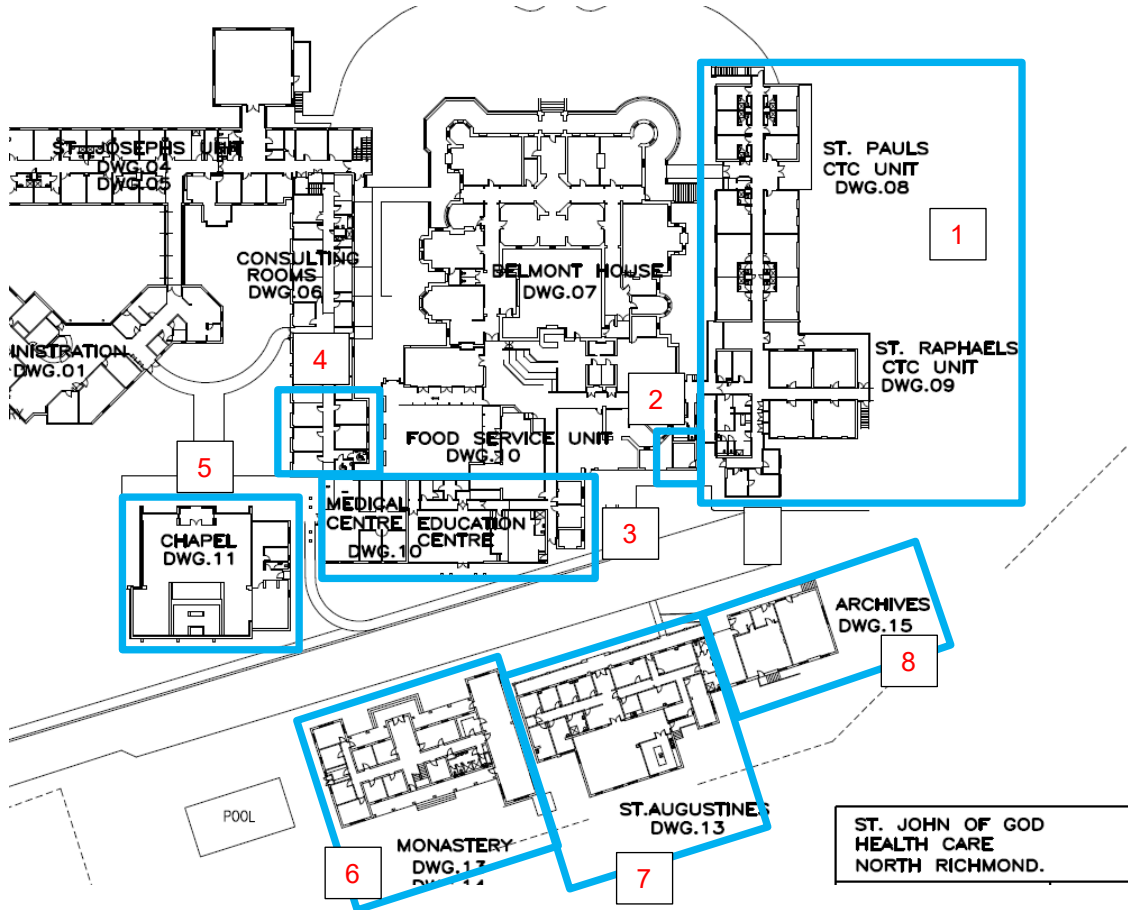 ST. JOSEPHS UNIT
DWG.04
DWG.05
ST. PAULS
CTC UNIT
DWG.08
1
CONSULTING
ROOMS
DWG.06
BELMONT HOUSE
DWG.07
INISTRATION
DWG.01
4
ST. RAPHAELS
CTC UNIT
DWG.09
2
FOOD SERVICE UNIT
DWG.10
5
MEDICAL
CENTRE
EDUCATION
CENTRE
DWG.10
3
CHAPEL
DWG.11
ARCHIVES
DWG.15
8
POOL
ST.AUGUSTINES
DWG.13
MONASTERY
DWG.13
DWG.14
6
7
ST. JOHN OF GOD
HEALTH CARE
NORTH RICHMOND.